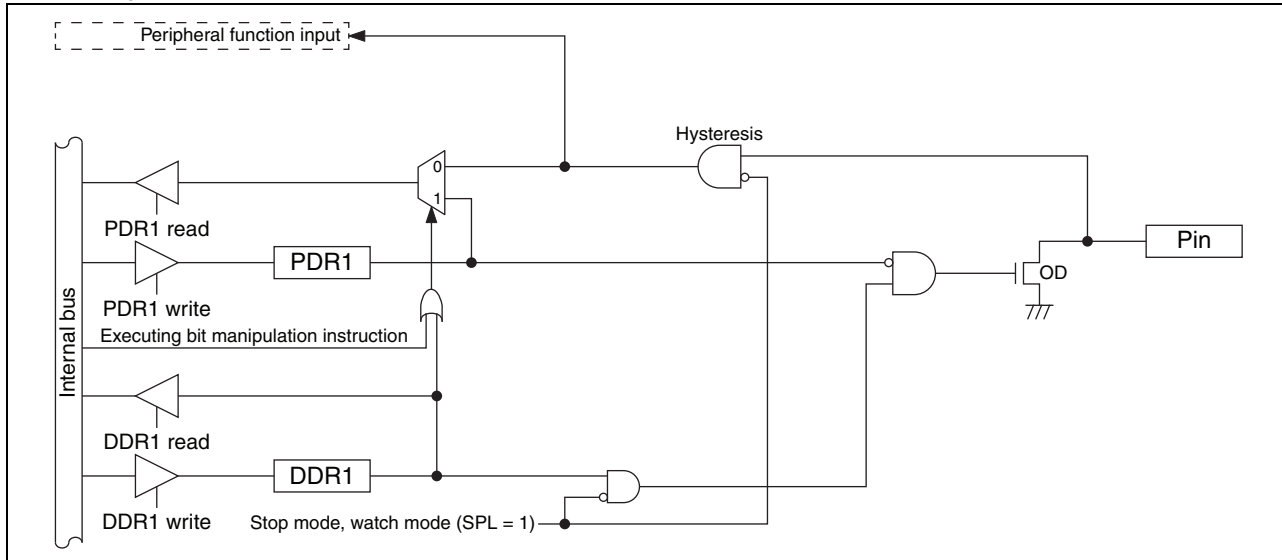 Peripheral function input
Hysteresis
0
1
PDR1 read
Pin
PDR1
OD
PDR1 write
Executing bit manipulation instruction
Internal bus
DDR1 read
DDR1
DDR1 write
Stop mode, watch mode (SPL = 1)